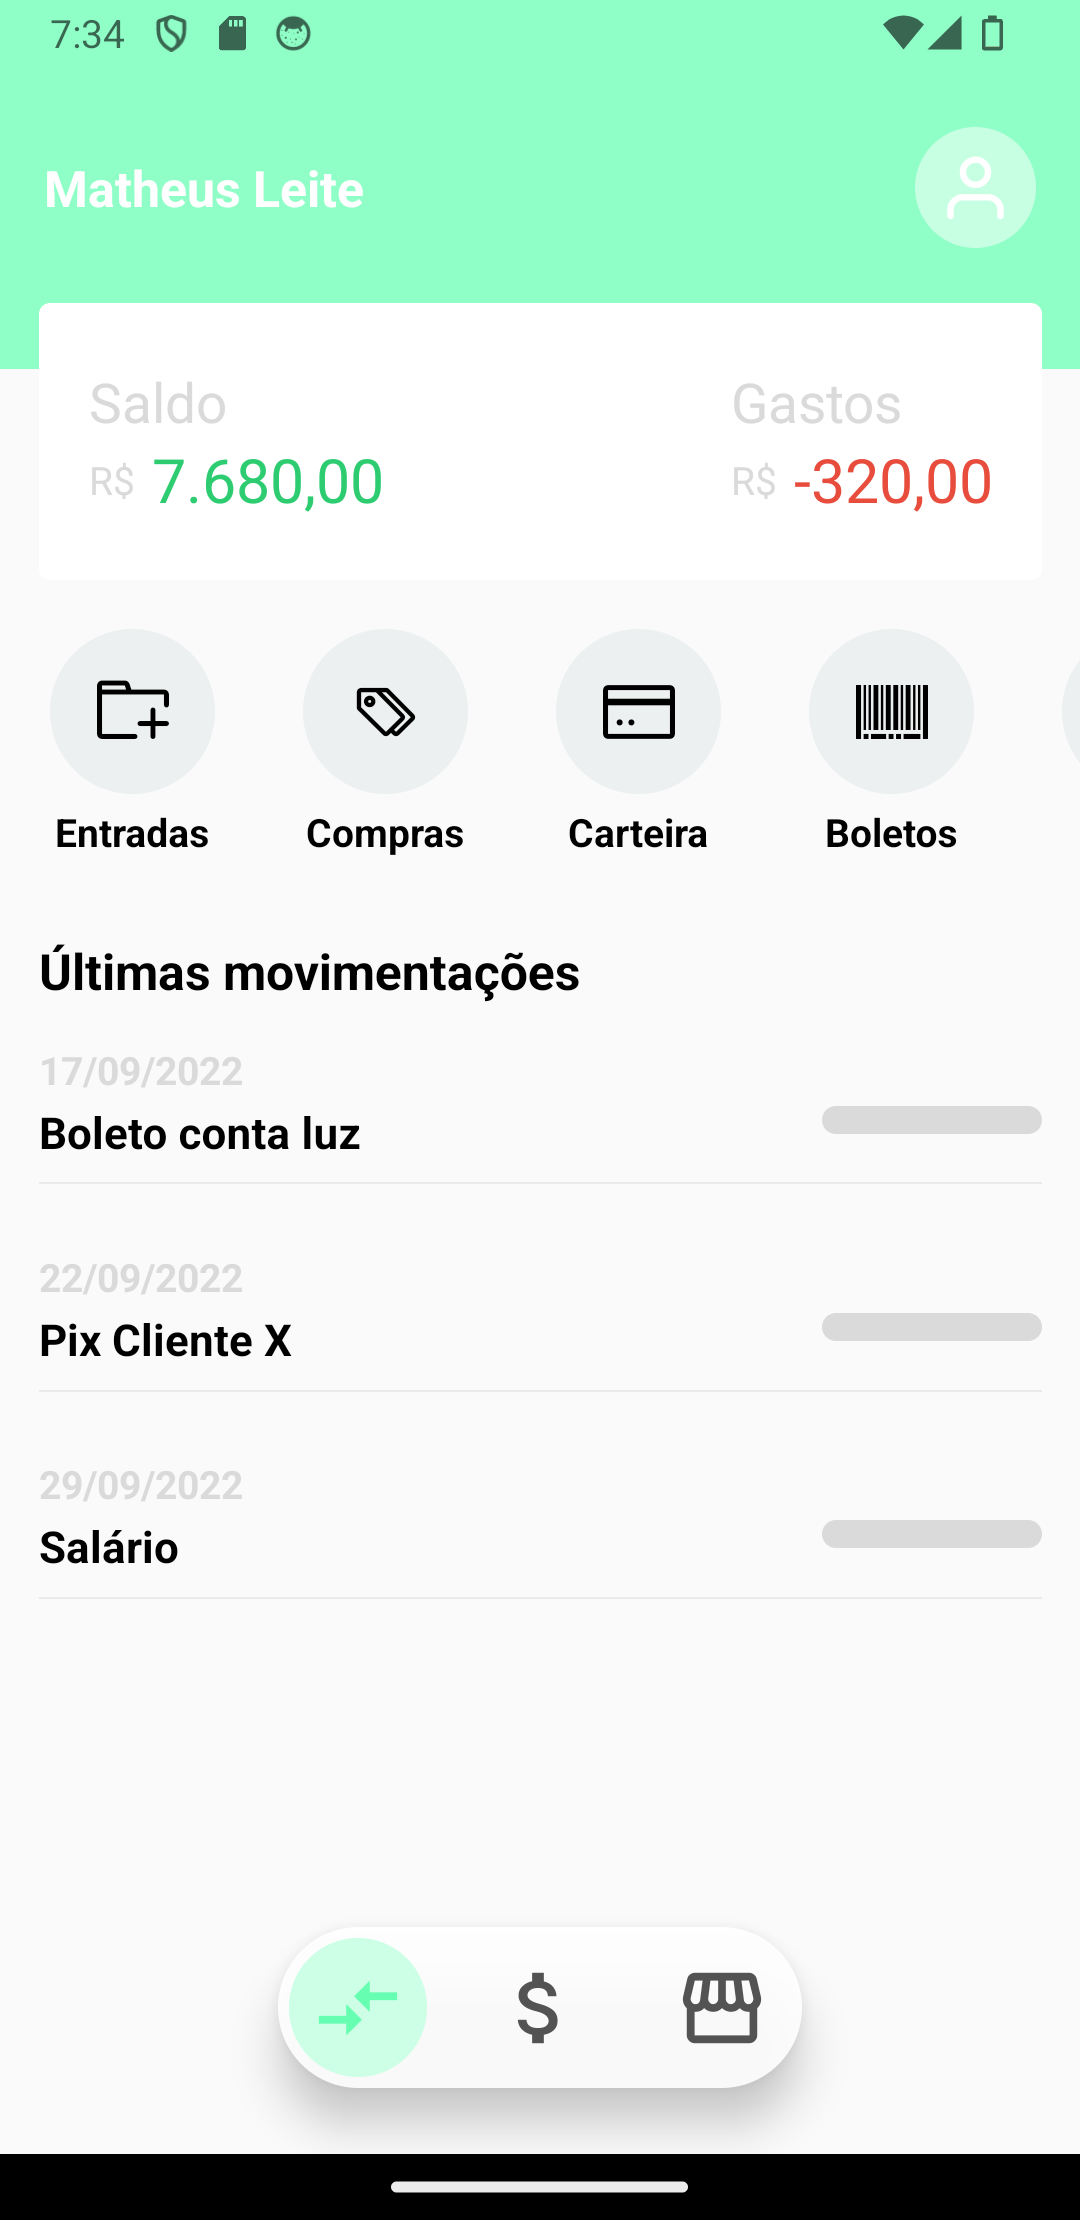 7:34
Matheus Leite
Saldo
Gastos
R$ 7.680,00
R$ -320,00
Entradas
Compras
Carteira
Boletos
Últimas movimentações
17/09/2022
Boleto conta luz
22/09/2022
Pix Cliente X
29/09/2022
Salário